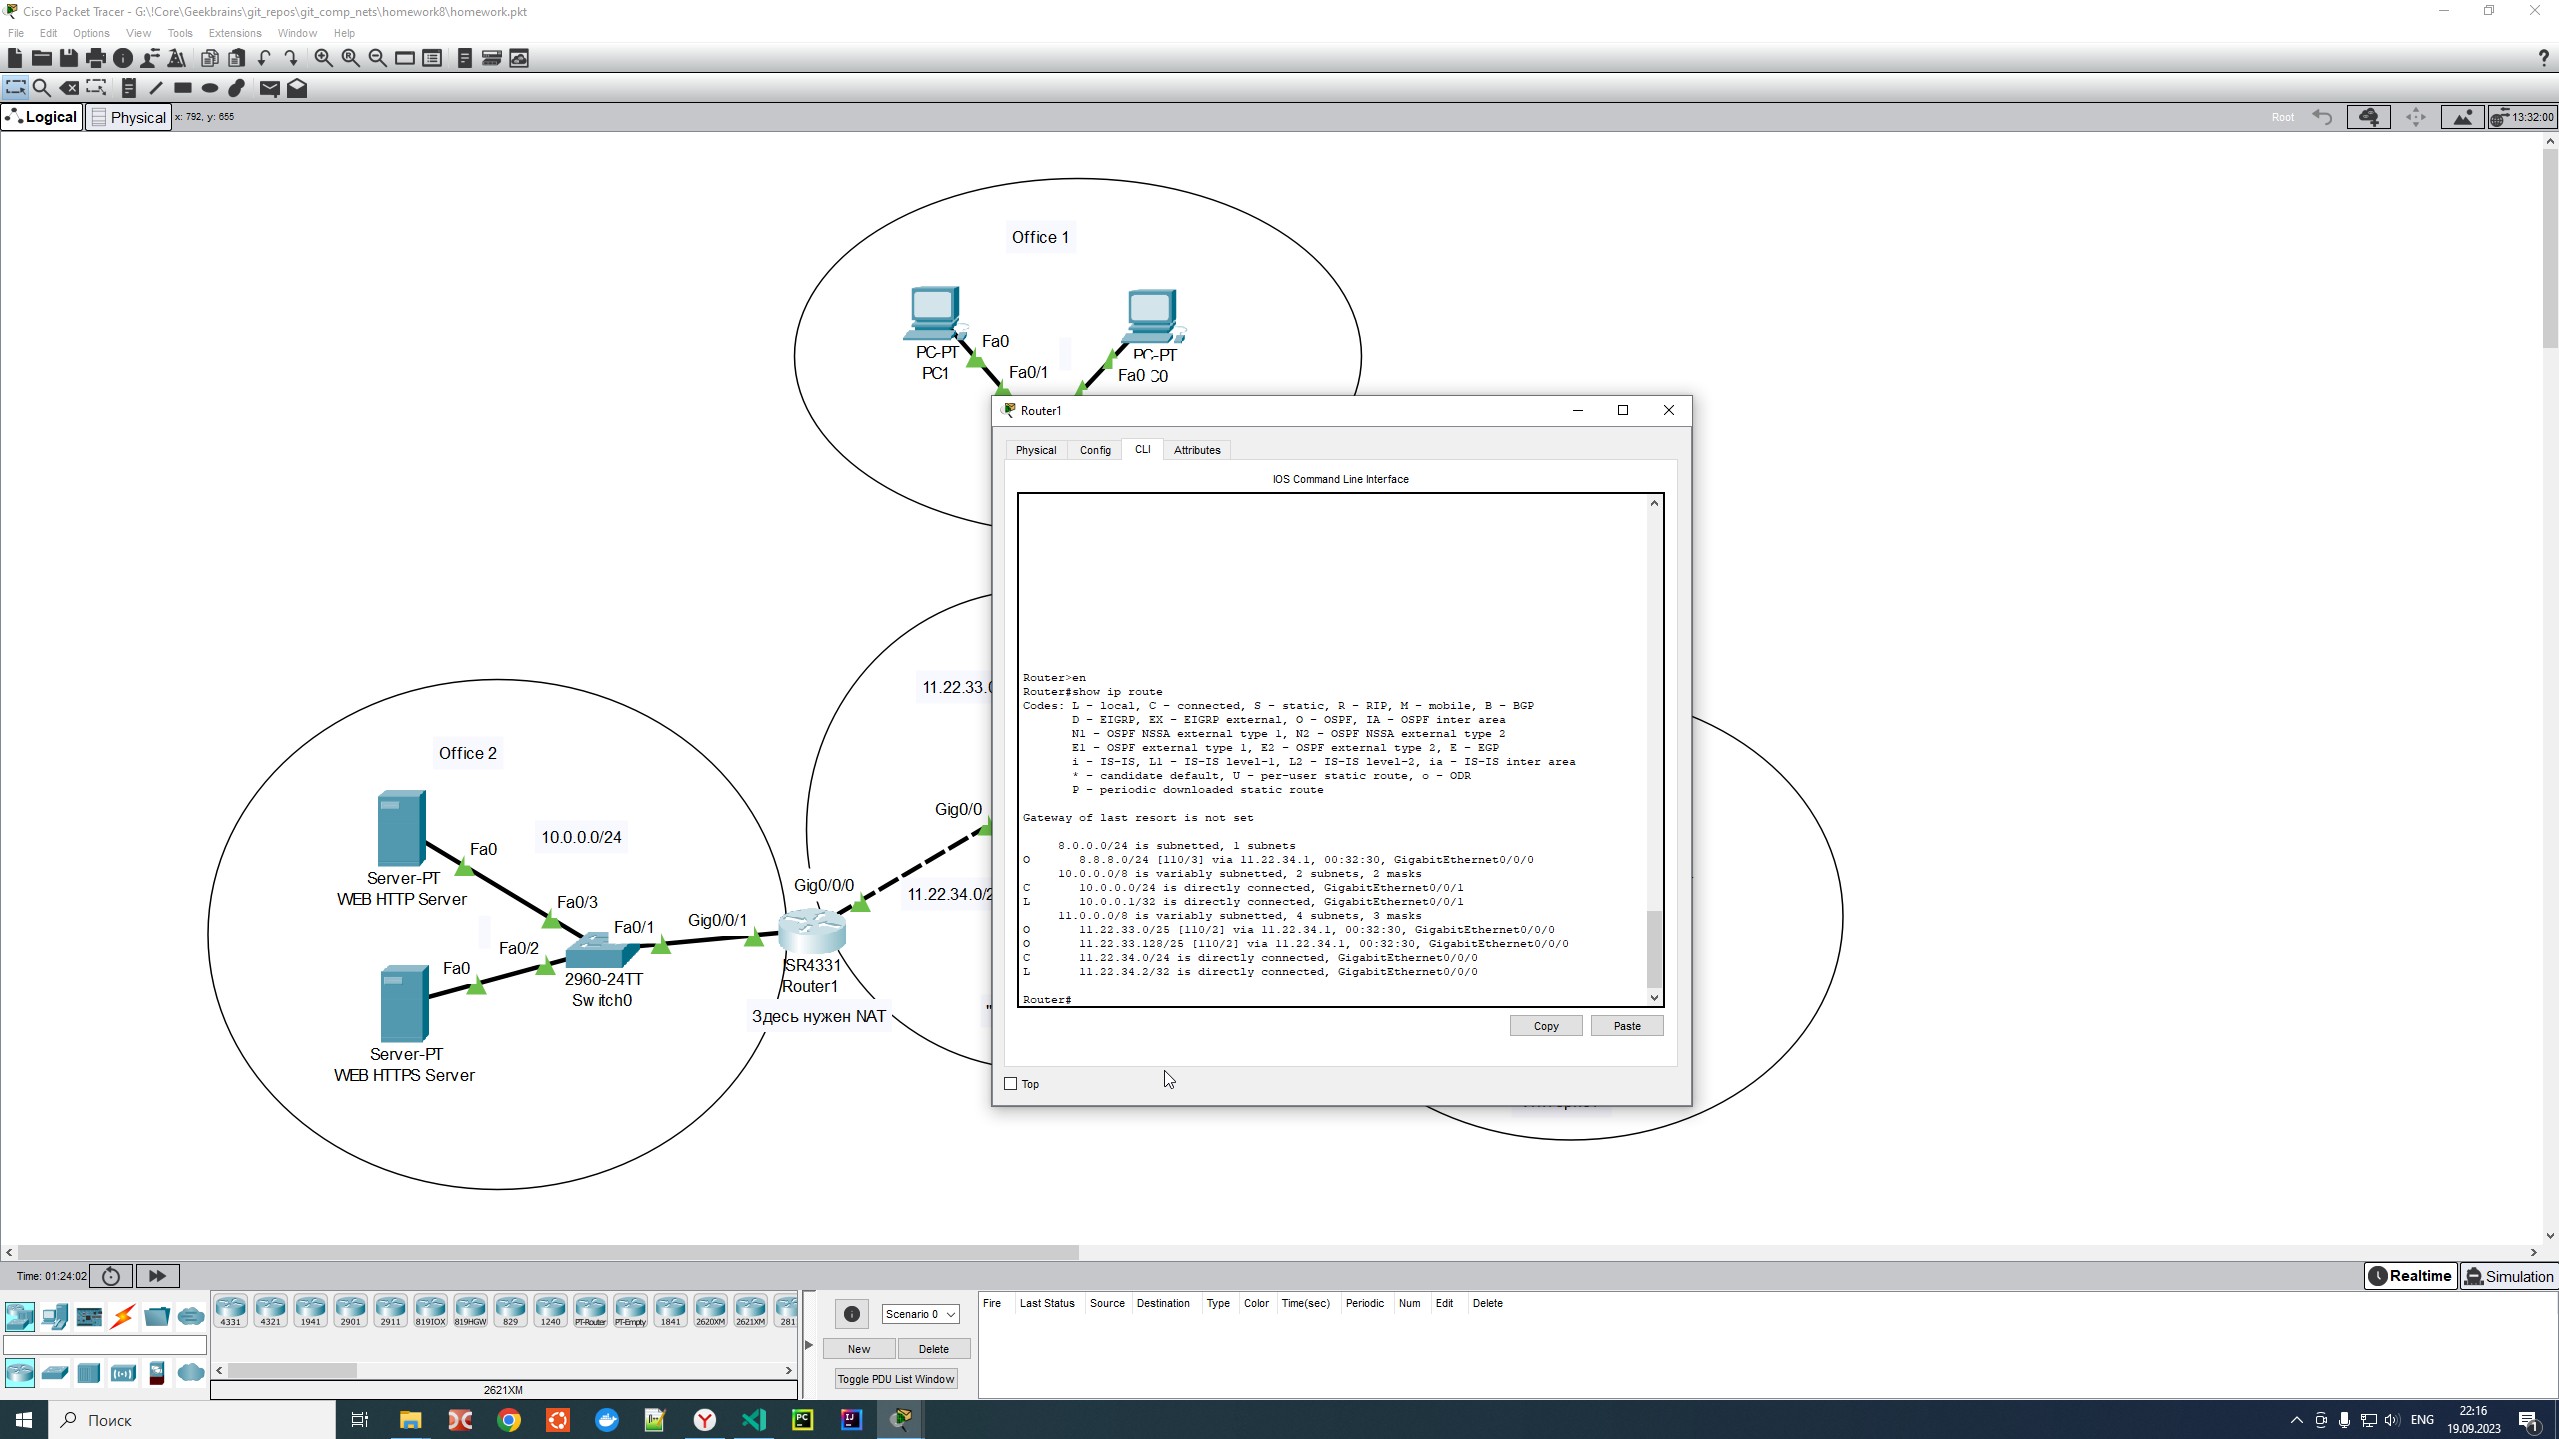 Cisco Packet Tracer - G:\!Core\Geekbrains\git_repos\git_comp_nets\homework8\homework.pkt
File Edit Options View Tools Extensions Window Help
Logical Physical x: 792, y: 655
Root 13:32:00
Office 1
PC-PT
PC1
Fa0
Fa0/1
PC-PT
Fa0 C0
Router1
Physical Config CLI Attributes
IOS Command Line Interface
Router>en
Router#show ip route
Codes: L - local, C - connected, S - static, R - RIP, M - mobile, B - BGP
D - EIGRP, EX - EIGRP external, O - OSPF, IA - OSPF inter area
N1 - OSPF NSSA external type 1, N2 - OSPF NSSA external type 2
E1 - OSPF external type 1, E2 - OSPF external type 2, E - EGP
i - IS-IS, L1 - IS-IS level-1, L2 - IS-IS level-2, ia - IS-IS inter area
* - candidate default, U - per-user static route, o - ODR
P - periodic downloaded static route
Gateway of last resort is not set
8.0.0.0/24 is subnetted, 1 subnets
O 8.8.8.0/24 [110/3] via 11.22.34.1, 00:32:30, GigabitEthernet0/0/0
10.0.0.0/8 is variably subnetted, 2 subnets, 2 masks
C 10.0.0.0/24 is directly connected, GigabitEthernet0/0/1
L 10.0.0.1/32 is directly connected, GigabitEthernet0/0/1
11.0.0.0/8 is variably subnetted, 4 subnets, 3 masks
O 11.22.33.0/25 [110/2] via 11.22.34.1, 00:32:30, GigabitEthernet0/0/0
O 11.22.33.128/25 [110/2] via 11.22.34.1, 00:32:30, GigabitEthernet0/0/0
C 11.22.34.0/24 is directly connected, GigabitEthernet0/0/0
L 11.22.34.2/32 is directly connected, GigabitEthernet0/0/0
Router#
Copy Paste
Top
11.22.33.0
Gig0/0
11.22.34.0/2
Gig0/0/0
Office 2
10.0.0.0/24
Fa0
Server-PT
WEB HTTP Server
Fa0/3
Fa0/1
Gig0/0/1
Fa0/2
Fa0
2960-24TT
Switch0
ISR4331
Router1
Здесь нужен NAT
Server-PT
WEB HTTPS Server
Time: 01:24:02
Realtime Simulation
4331 4321 1941 2901 2911 819IOX 819HGW 829 1240 PT-Router PT-Empty 1841 2620XM 2621XM 281
2621XM
Scenario 0
New Delete
Toggle PDU List Window
Fire Last Status Source Destination Type Color Time(sec) Periodic Num Edit Delete
Поиск
ENG
22:16
19.09.2023
1